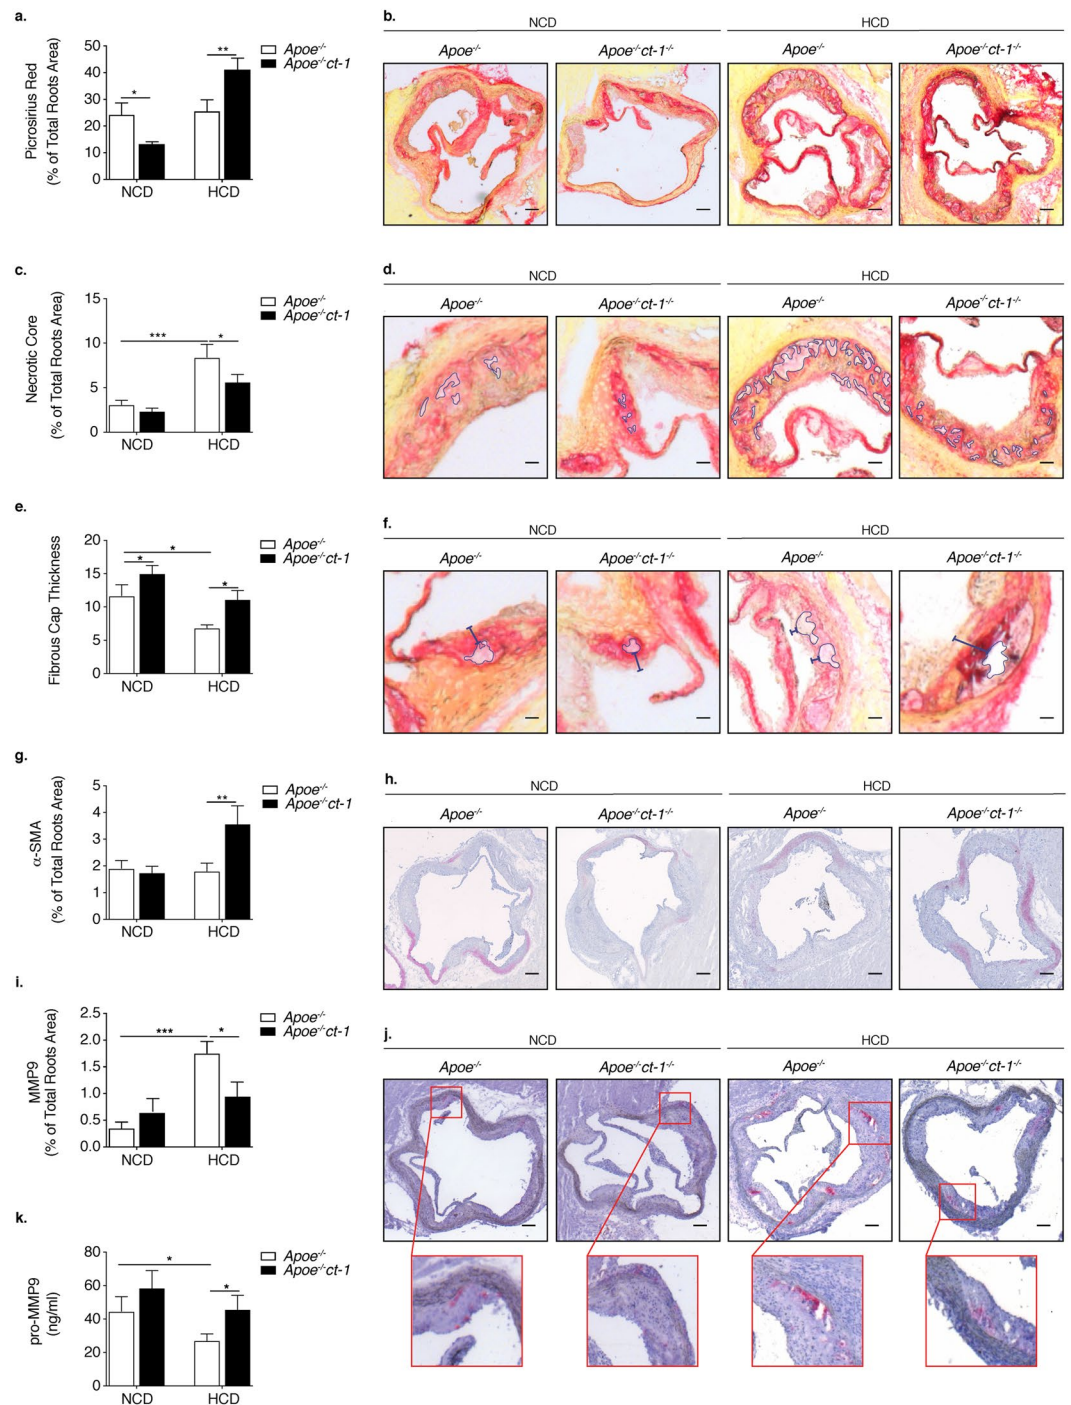 a.
Picrosirius Red
(% of Total Roots Area)
50
40
30
20
10
0
*
**
NCD
HCD
Apoe-/-
Apoe-/-ct-1
b.
NCD
HCD
Apoe-/-
Apoe-/-ct-1-/-
Apoe-/-
Apoe-/-ct-1-/-
c.
Necrotic Core
(% of Total Roots Area)
15
10
5
0
***
*
NCD
HCD
Apoe-/-
Apoe-/-ct-1
d.
NCD
HCD
Apoe-/-
Apoe-/-ct-1-/-
Apoe-/-
Apoe-/-ct-1-/-
e.
Fibrous Cap Thickness
20
15
10
5
0
*
*
*
NCD
HCD
Apoe-/-
Apoe-/-ct-1
f.
NCD
HCD
Apoe-/-
Apoe-/-ct-1-/-
Apoe-/-
Apoe-/-ct-1-/-
g.
α-SMA
(% of Total Roots Area)
5
4
3
2
1
0
**
NCD
HCD
Apoe-/-
Apoe-/-ct-1
h.
NCD
HCD
Apoe-/-
Apoe-/-ct-1-/-
Apoe-/-
Apoe-/-ct-1-/-
i.
MMP9
(% of Total Roots Area)
2.5
2.0
1.5
1.0
0.5
0.0
***
*
NCD
HCD
Apoe-/-
Apoe-/-ct-1
j.
NCD
HCD
Apoe-/-
Apoe-/-ct-1-/-
Apoe-/-
Apoe-/-ct-1-/-
k.
pro-MMP9
(ng/ml)
80
60
40
20
0
*
*
NCD
HCD
Apoe-/-
Apoe-/-ct-1